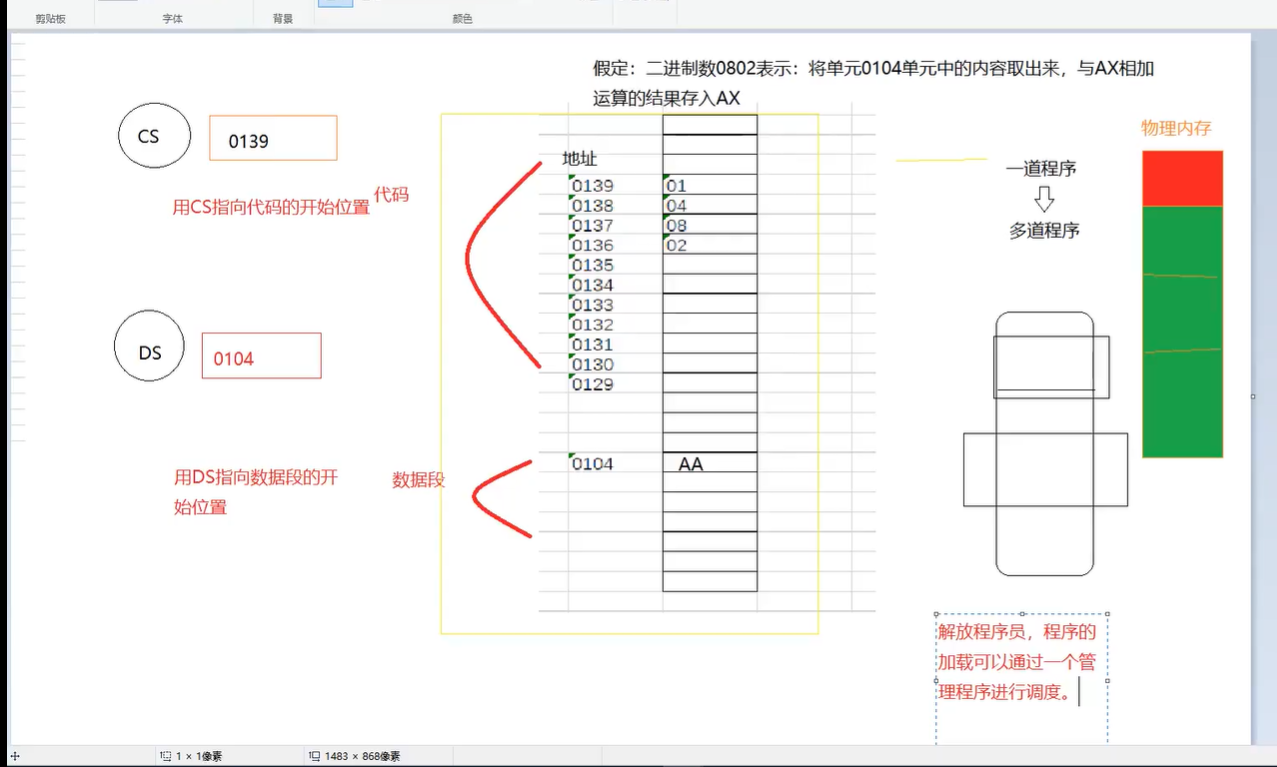 剪贴板
字体
背景
颜色
假定：二进制数0802表示：将单元0104单元中的内容取出来，与AX相加
运算的结果存入AX
CS
0139
用CS指向代码的开始位置
代码
DS
0104
用DS指向数据段的开
始位置
数据段
地址
0139 01
0138 04
0137 08
0136 02
0135
0134
0133
0132
0131
0130
0129
0104 AA
一道程序
多道程序
物理内存
解放程序员，程序的
加载可以通过一个管
理程序进行调度。
1 × 1像素
1483 × 868像素